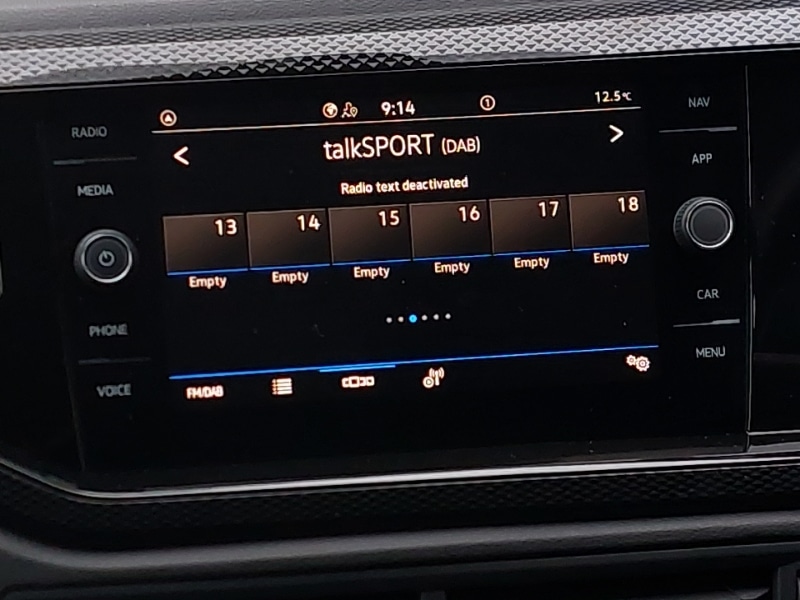 RADIO
MEDIA
PHONE
VOICE
9:14
1
12.5°C
talkSPORT (DAB)
Radio text deactivated
13 14 15 16 17 18
Empty Empty Empty Empty Empty Empty
FM/DAB
NAV
APP
CAR
MENU